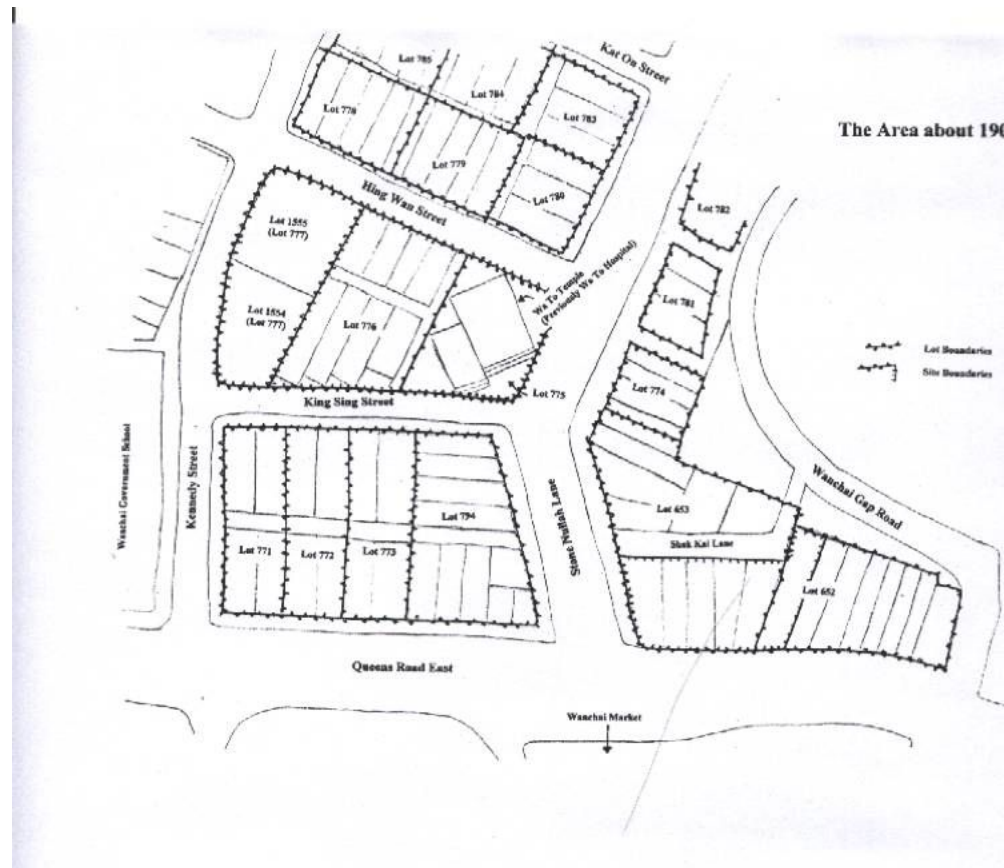 Kat On Street
Lot 785
Lot 784
Lot 778
Lot 783
The Area about 190
Lot 779
Hing Wan Street
Lot 780
Lot 782
Lot 1555
(Lot 777)
Wa To Temple
(Previously Wa To Hospital)
Lot 781
Lot 1554
(Lot 777)
Lot 776
Lot Boundaries
Site Boundaries
Lot 774
Lot 775
King Sing Street
Wanchai Government School
Kennedy Street
Stone Nullah Lane
Wanchai Gap Road
Lot 653
Lot 794
Shek Kai Lane
Lot 771
Lot 772
Lot 773
Lot 652
Queens Road East
Wanchai Market